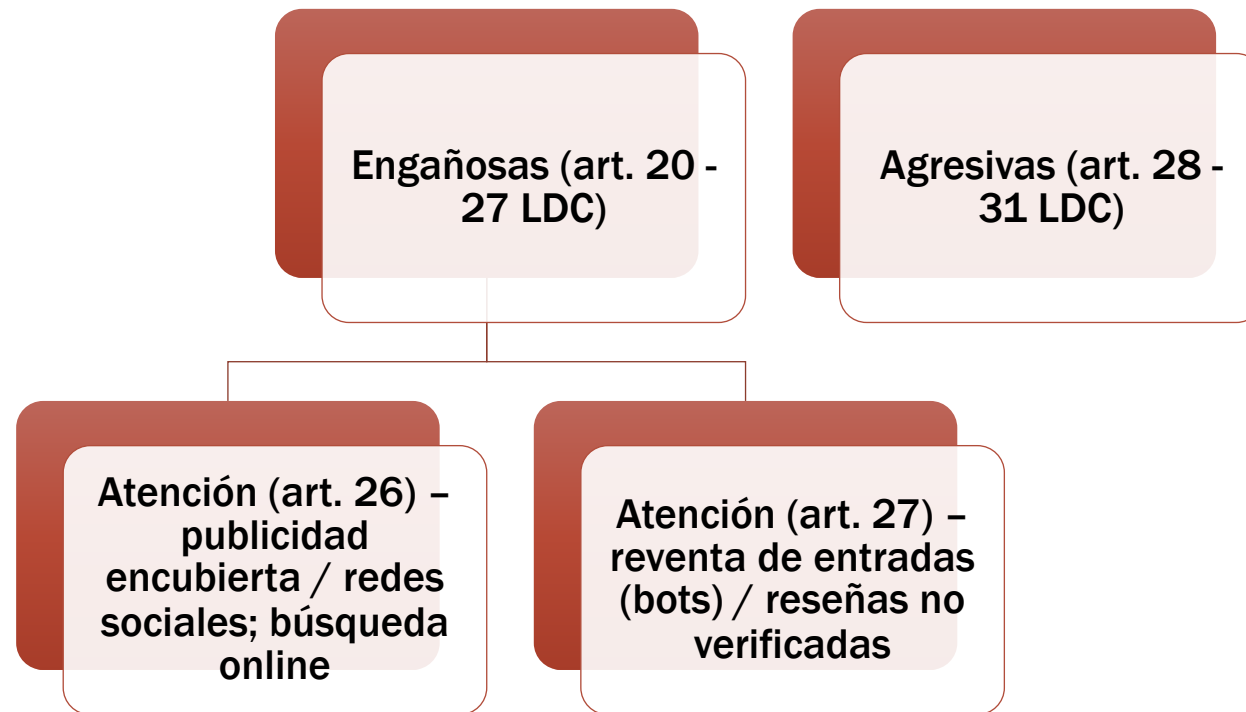 Engañosas (art. 20 -
27 LDC)
Agresivas (art. 28 -
31 LDC)
Atención (art. 26) –
publicidad
encubierta / redes
sociales; búsqueda
online
Atención (art. 27) –
reventa de entradas
(bots) / reseñas no
verificadas